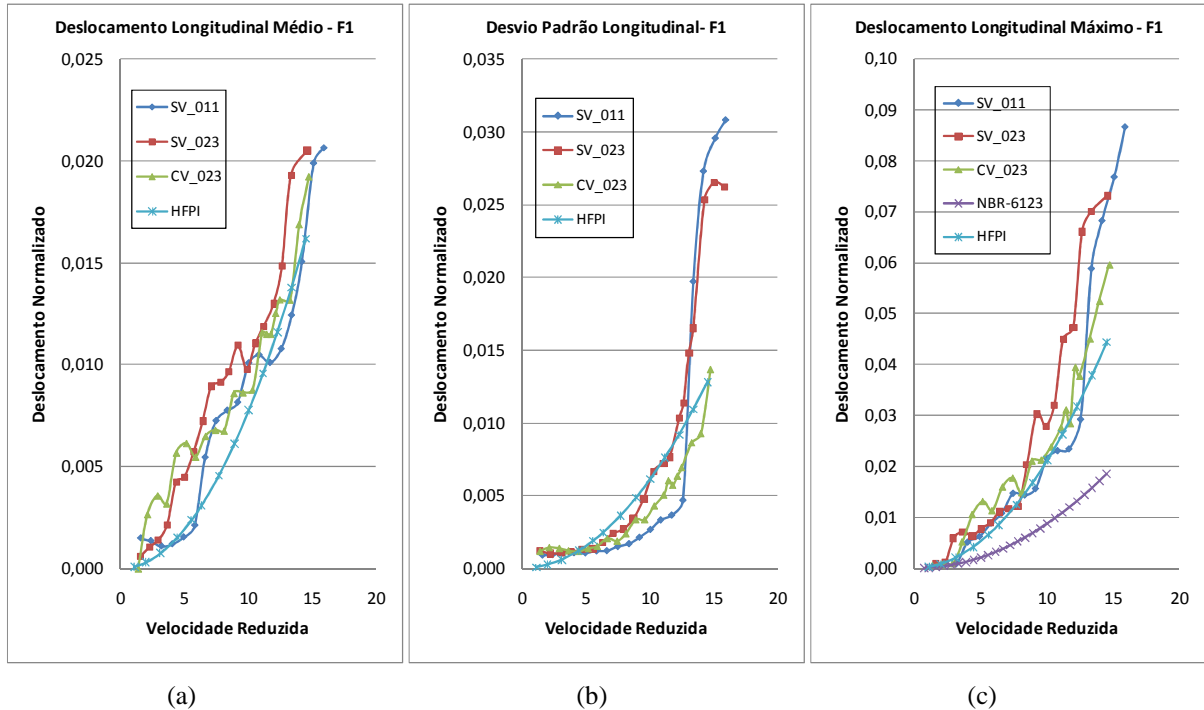 Deslocamento Longitudinal Médio - F1
Deslocamento Normalizado
0,025
0,020
0,015
0,010
0,005
0,000
SV_011
SV_023
CV_023
HFPI
0 5 10 15 20
Velocidade Reduzida
(a)
Desvio Padrão Longitudinal- F1
Deslocamento Normalizado
0,035
0,030
0,025
0,020
0,015
0,010
0,005
0,000
SV_011
SV_023
CV_023
HFPI
0 5 10 15 20
Velocidade Reduzida
(b)
Deslocamento Longitudinal Máximo - F1
Deslocamento Normalizado
0,10
0,09
0,08
0,07
0,06
0,05
0,04
0,03
0,02
0,01
0,00
SV_011
SV_023
CV_023
NBR-6123
HFPI
0 5 10 15 20
Velocidade Reduzida
(c)